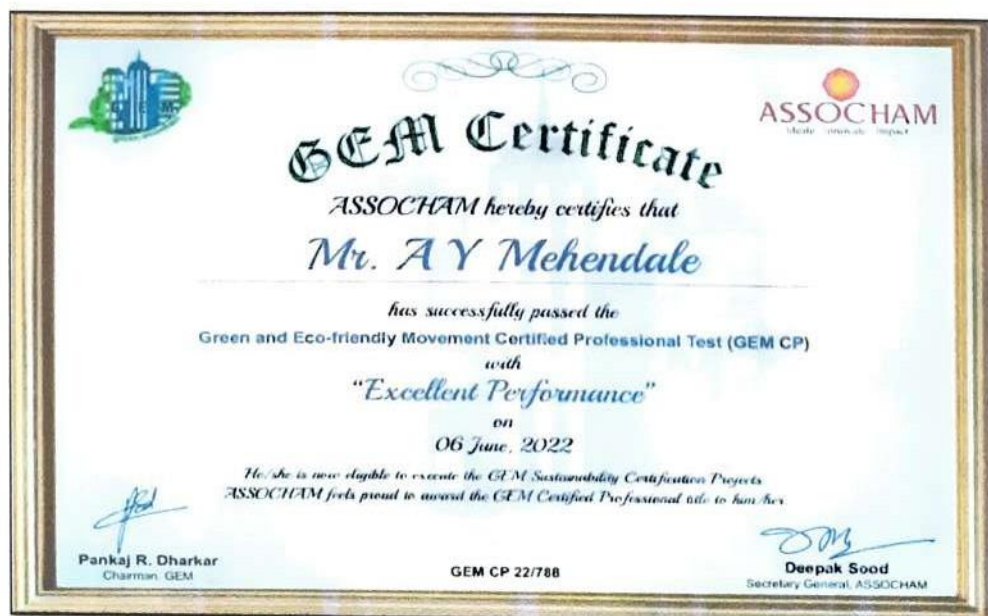 GEM
ASSOCHAM
GEM Certificate
ASSOCHAM hereby certifies that
Mr. A Y Mehendale
has successfully passed the
Green and Eco-friendly Movement Certified Professional Test (GEM CP)
with
"Excellent Performance"
on
06 June, 2022
He/she is now eligible to execute the GEM Sustainability Certification Projects
ASSOCHAM feels proud to award the GEM Certified Professional title to him/her
Pankaj R. Dharkar
Chairman, GEM
GEM CP 22/788
Deepak Sood
Secretary General, ASSOCHAM